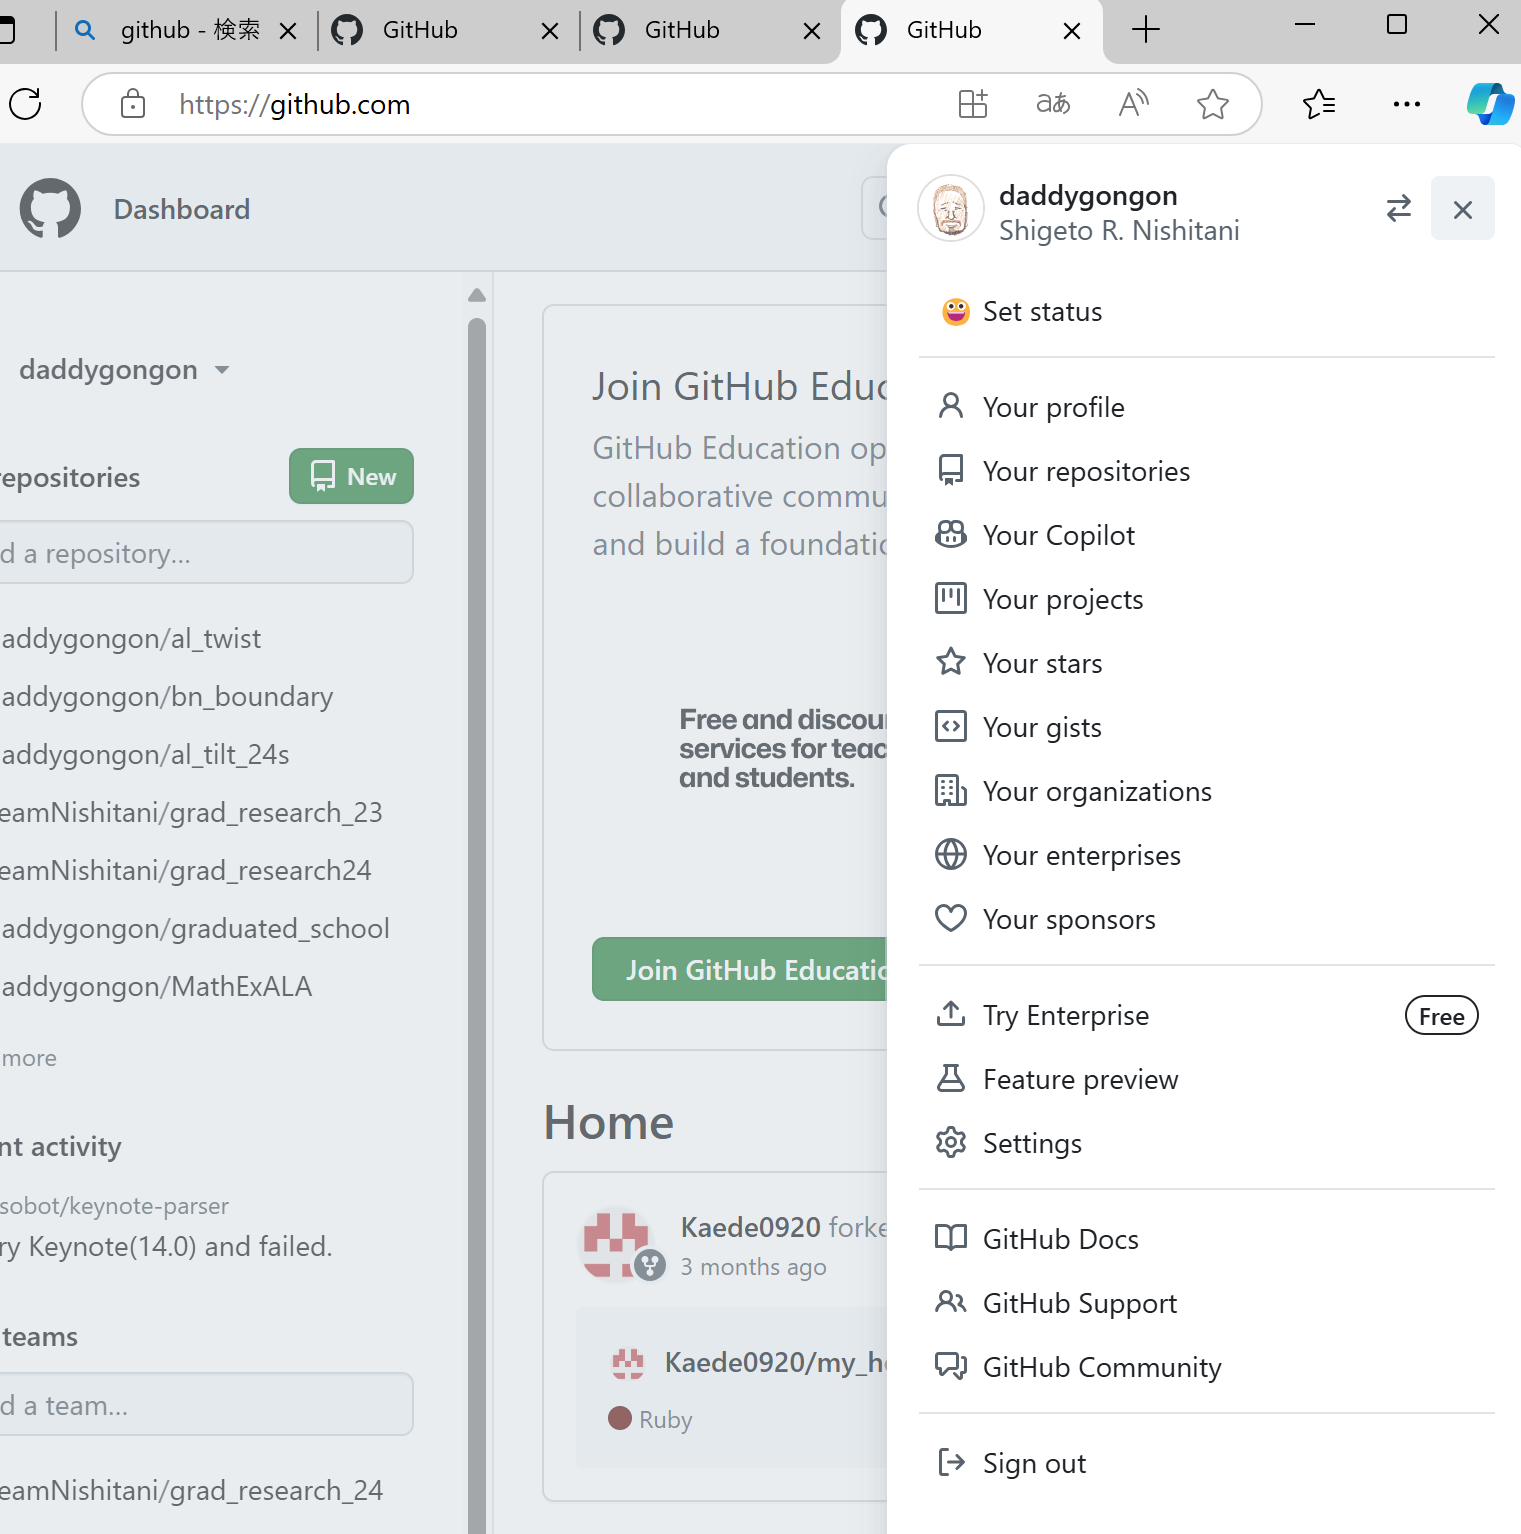 github - 検索
GitHub
GitHub
GitHub
https://github.com
aあ
A
Dashboard
daddygongon
Shigeto R. Nishitani
Set status
Your profile
Your repositories
Your Copilot
Your projects
Your stars
Your gists
Your organizations
Your enterprises
Your sponsors
Try Enterprise
Free
Feature preview
Settings
GitHub Docs
GitHub Support
GitHub Community
Sign out
daddygongon
epositories
New
d a repository...
addygongon/al_twist
addygongon/bn_boundary
addygongon/al_tilt_24s
eamNishitani/grad_research_23
eamNishitani/grad_research24
addygongon/graduated_school
addygongon/MathExALA
more
nt activity
sobot/keynote-parser
ry Keynote(14.0) and failed.
teams
d a team...
eamNishitani/grad_research_24
Join GitHub Educ
GitHub Education op
collaborative commu
and build a foundatio
Free and discou
services for teac
and students.
Join GitHub Educatio
Home
Kaede0920 forke
3 months ago
Kaede0920/my_he
Ruby